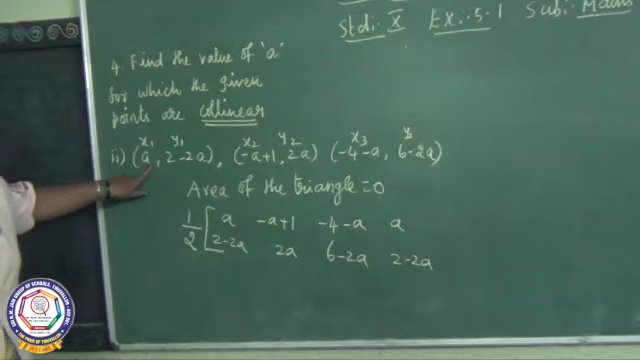 Std:- X Ex:-5.1 Sub:- Maths
4. Find the value of 'a'
for which the given
points are collinear
x1 y1 x2 y2 x3 y3
ii) (a, 2-2a), (-a+1, 2a) (-4-a, 6-2a)
Area of the triangle = 0
1/2 [ a -a+1 -4-a a
2-2a 2a 6-2a 2-2a